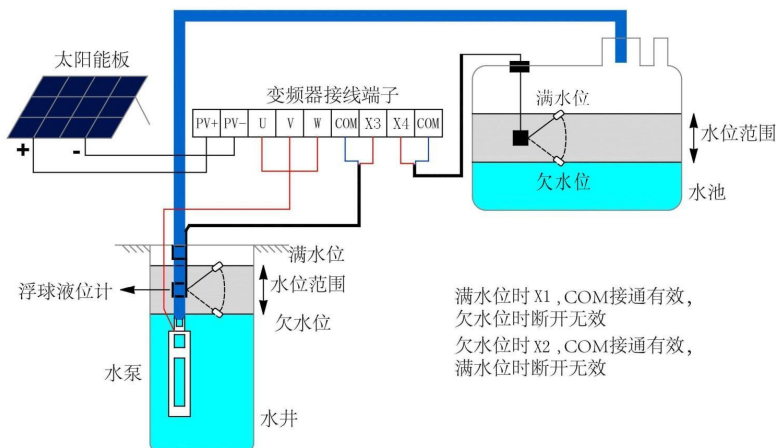 太阳能板
+
-
变频器接线端子
PV+ PV- U V W COM X3 X4 COM
满水位
水位范围
欠水位
水池
满水位
浮球液位计
水位范围
欠水位
水泵
水井
满水位时X1,COM接通有效,
欠水位时断开无效
欠水位时X2,COM接通有效,
满水位时断开无效